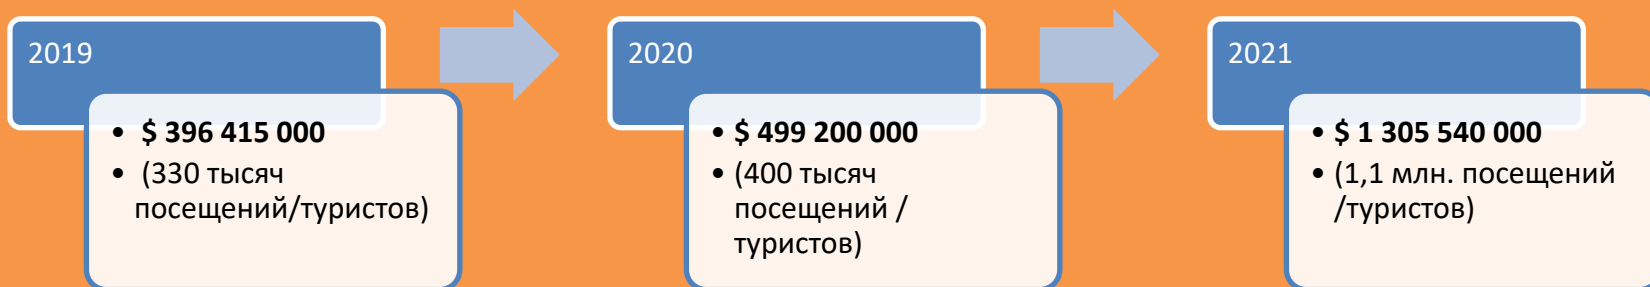 2019
• $ 396 415 000
• (330 тысяч
посещений/туристов)
2020
• $ 499 200 000
• (400 тысяч
посещений /
туристов)
2021
• $ 1 305 540 000
• (1,1 млн. посещений
/туристов)